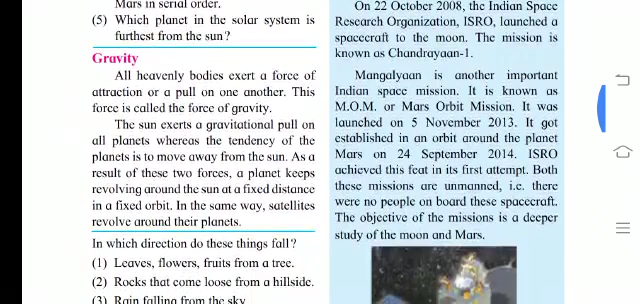 Mars in serial order.
(5) Which planet in the solar system is
furthest from the sun?
Gravity
All heavenly bodies exert a force of
attraction or a pull on one another. This
force is called the force of gravity.
The sun exerts a gravitational pull on
all planets whereas the tendency of the
planets is to move away from the sun. As a
result of these two forces, a planet keeps
revolving around the sun at a fixed distance
in a fixed orbit. In the same way, satellites
revolve around their planets.
In which direction do these things fall?
(1) Leaves, flowers, fruits from a tree.
(2) Rocks that come loose from a hillside.
(3) Rain falling from the sky
On 22 October 2008, the Indian Space
Research Organization, ISRO, launched a
spacecraft to the moon. The mission is
known as Chandrayaan-1.
Mangalyaan is another important
Indian space mission. It is known as
M.O.M. or Mars Orbit Mission. It was
launched on 5 November 2013. It got
established in an orbit around the planet
Mars on 24 September 2014. ISRO
achieved this feat in its first attempt. Both
these missions are unmanned, i.e. there
were no people on board these spacecraft.
The objective of the missions is a deeper
study of the moon and Mars.